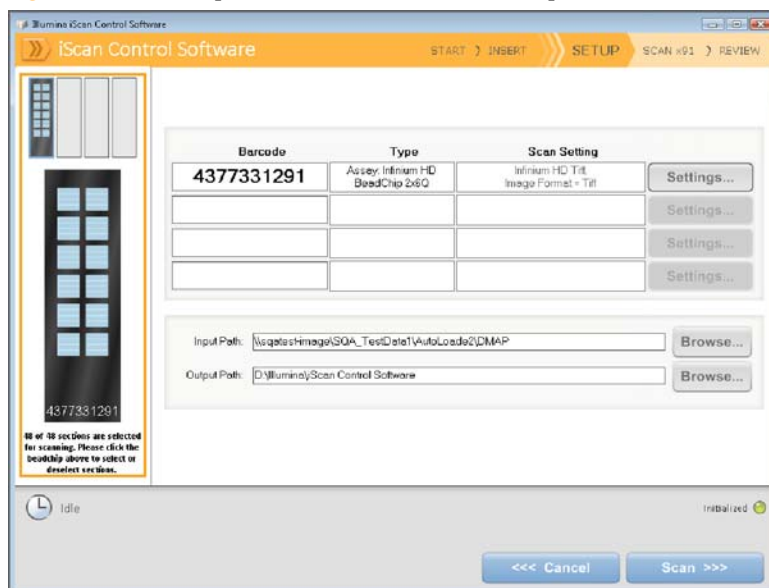 Illumina iScan Control Software
iScan Control Software
START INSERT SETUP SCAN x91 REVIEW
Barcode Type Scan Setting
4377331291
Assay: Infinium HD
BeadChip 2x6Q
Infinium HD Tift
Image Format = Tiff
Settings...
Settings...
Settings...
Settings...
Input Path: \\sqatest-image\SQA_TestData1\AutoLoade2\DMAP Browse...
Output Path: D:\Illumina\yScan Control Software Browse...
4377331291
48 of 48 sections are selected
for scanning. Please click the
beadchip above to select or
deselect sections.
Idle
Initialized
<<< Cancel
Scan >>>